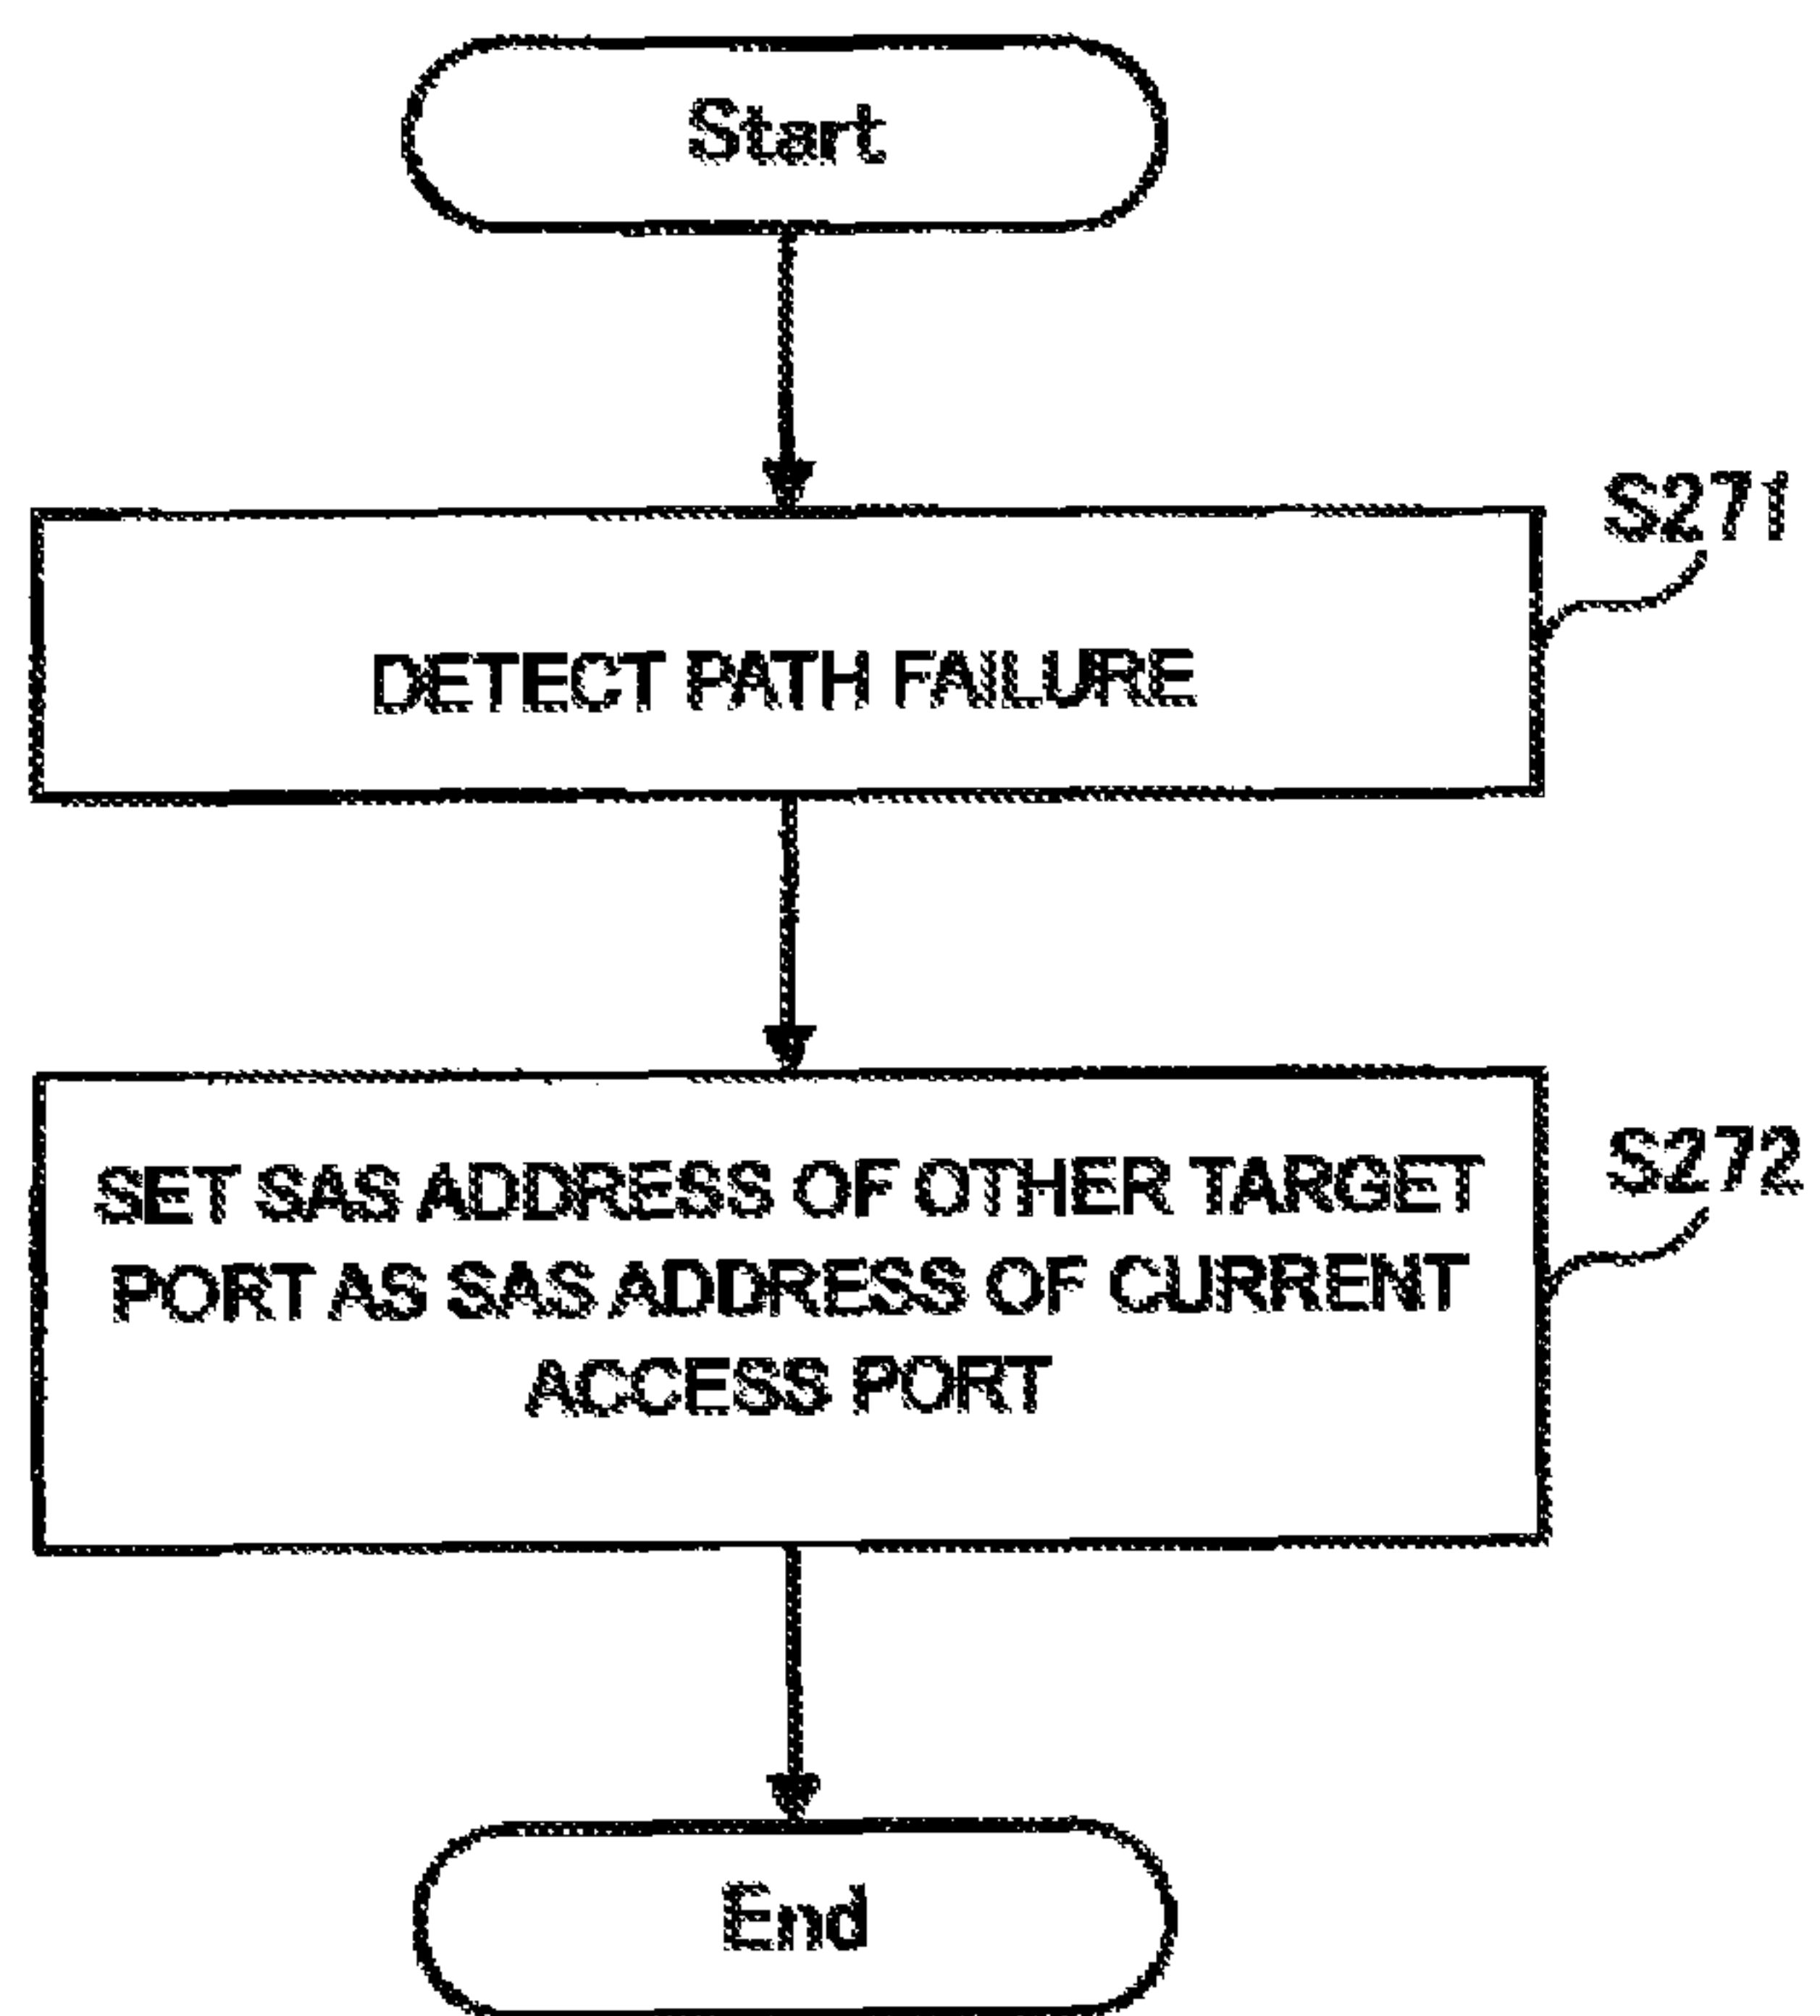 Start
S271
DETECT PATH FAILURE
S272
SET SAS ADDRESS OF OTHER TARGET
PORT AS SAS ADDRESS OF CURRENT
ACCESS PORT
End